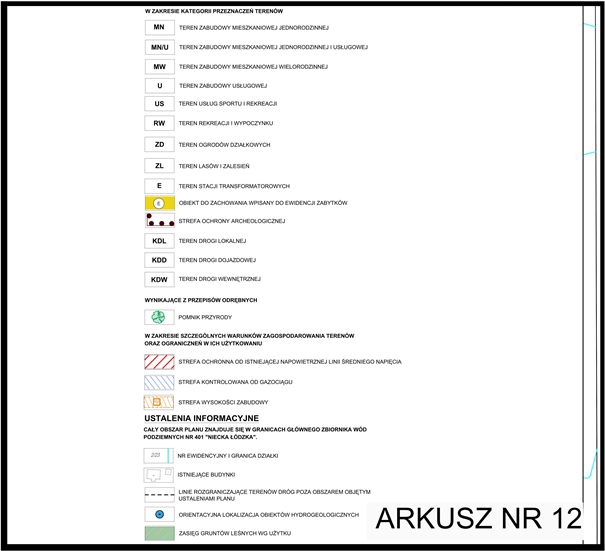 W ZAKRESIE KATEGORII PRZEZNACZEŃ TERENÓW
MN TEREN ZABUDOWY MIESZKANIOWEJ JEDNORODZINNEJ
MN/U TEREN ZABUDOWY MIESZKANIOWEJ JEDNORODZINNEJ I USŁUGOWEJ
MW TEREN ZABUDOWY MIESZKANIOWEJ WIELORODZINNEJ
U TEREN ZABUDOWY USŁUGOWEJ
US TEREN USŁUG SPORTU I REKREACJI
RW TEREN REKREACJI I WYPOCZYNKU
ZD TEREN OGRODÓW DZIAŁKOWYCH
ZL TEREN LASÓW I ZALESIEŃ
E TEREN STACJI TRANSFORMATOROWYCH
E OBIEKT DO ZACHOWANIA WPISANY DO EWIDENCJI ZABYTKÓW
STREFA OCHRONY ARCHEOLOGICZNEJ
KDL TEREN DROGI LOKALNEJ
KDD TEREN DROGI DOJAZDOWEJ
KDW TEREN DROGI WEWNĘTRZNEJ
WYNIKAJĄCE Z PRZEPISÓW ODRĘBNYCH
POMNIK PRZYRODY
W ZAKRESIE SZCZEGÓLNYCH WARUNKÓW ZAGOSPODAROWANIA TERENÓW
ORAZ OGRANICZEŃ W ICH UŻYTKOWANIU
STREFA OCHRONNA OD ISTNIEJĄCEJ NAPOWIETRZNEJ LINII ŚREDNIEGO NAPIĘCIA
STREFA KONTROLOWANA OD GAZOCIĄGU
STREFA WYSOKOŚCI ZABUDOWY
USTALENIA INFORMACYJNE
CAŁY OBSZAR PLANU ZNAJDUJE SIĘ W GRANICACH GŁÓWNEGO ZBIORNIKA WÓD
PODZIEMNYCH NR 401 "NIECKA ŁÓDZKA".
NR EWIDENCYJNY I GRANICA DZIAŁKI
ISTNIEJĄCE BUDYNKI
LINIE ROZGRANICZAJĄCE TERENÓW DRÓG POZA OBSZAREM OBJĘTYM
USTALENIAMI PLANU
ORIENTACYJNA LOKALIZACJA OBIEKTÓW HYDROGEOLOGICZNYCH
ZASIĘG GRUNTÓW LEŚNYCH WG UŻYTKU
ARKUSZ NR 12